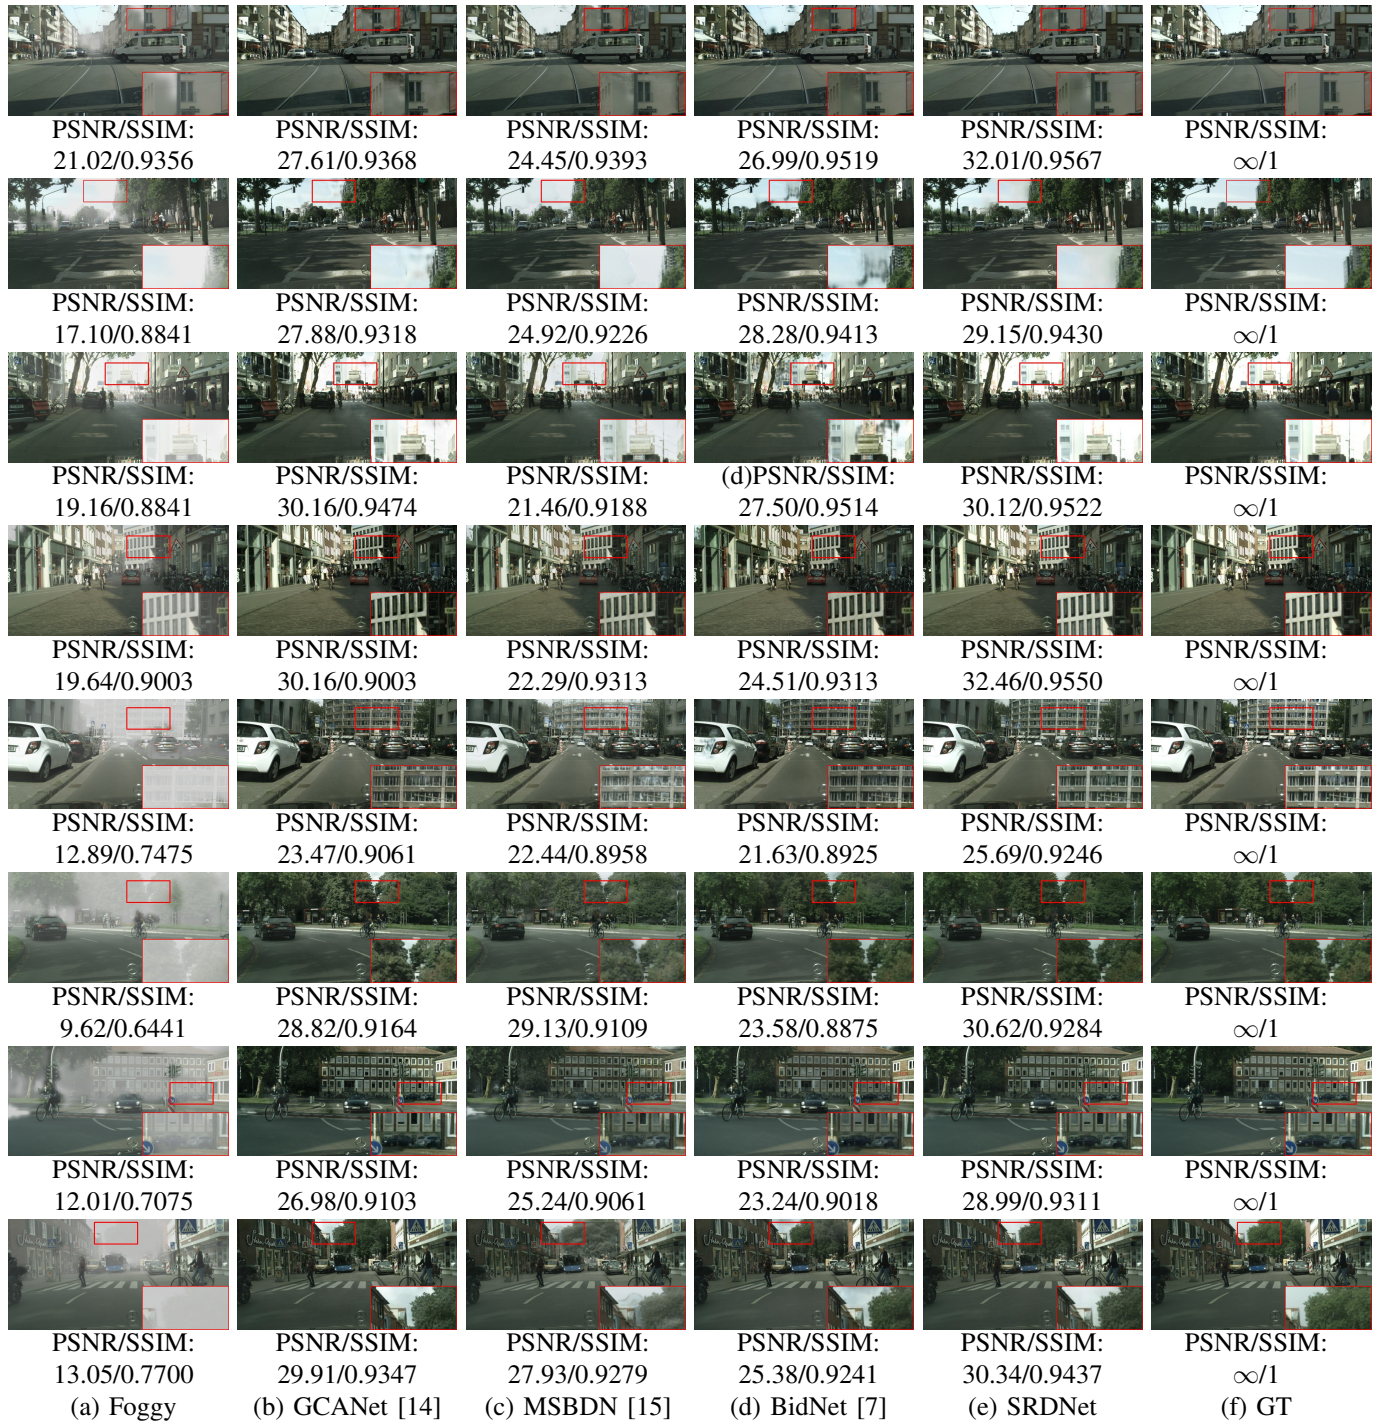 PSNR/SSIM: PSNR/SSIM: PSNR/SSIM: PSNR/SSIM: PSNR/SSIM: PSNR/SSIM:
21.02/0.9356 27.61/0.9368 24.45/0.9393 26.99/0.9519 32.01/0.9567 ∞/1
PSNR/SSIM: PSNR/SSIM: PSNR/SSIM: PSNR/SSIM: PSNR/SSIM: PSNR/SSIM:
17.10/0.8841 27.88/0.9318 24.92/0.9226 28.28/0.9413 29.15/0.9430 ∞/1
PSNR/SSIM: PSNR/SSIM: PSNR/SSIM: (d)PSNR/SSIM: PSNR/SSIM: PSNR/SSIM:
19.16/0.8841 30.16/0.9474 21.46/0.9188 27.50/0.9514 30.12/0.9522 ∞/1
PSNR/SSIM: PSNR/SSIM: PSNR/SSIM: PSNR/SSIM: PSNR/SSIM: PSNR/SSIM:
19.64/0.9003 30.16/0.9003 22.29/0.9313 24.51/0.9313 32.46/0.9550 ∞/1
PSNR/SSIM: PSNR/SSIM: PSNR/SSIM: PSNR/SSIM: PSNR/SSIM: PSNR/SSIM:
12.89/0.7475 23.47/0.9061 22.44/0.8958 21.63/0.8925 25.69/0.9246 ∞/1
PSNR/SSIM: PSNR/SSIM: PSNR/SSIM: PSNR/SSIM: PSNR/SSIM: PSNR/SSIM:
9.62/0.6441 28.82/0.9164 29.13/0.9109 23.58/0.8875 30.62/0.9284 ∞/1
PSNR/SSIM: PSNR/SSIM: PSNR/SSIM: PSNR/SSIM: PSNR/SSIM: PSNR/SSIM:
12.01/0.7075 26.98/0.9103 25.24/0.9061 23.24/0.9018 28.99/0.9311 ∞/1
PSNR/SSIM: PSNR/SSIM: PSNR/SSIM: PSNR/SSIM: PSNR/SSIM: PSNR/SSIM:
13.05/0.7700 29.91/0.9347 27.93/0.9279 25.38/0.9241 30.34/0.9437 ∞/1
(a) Foggy (b) GCANet [14] (c) MSBDN [15] (d) BidNet [7] (e) SRDNet (f) GT